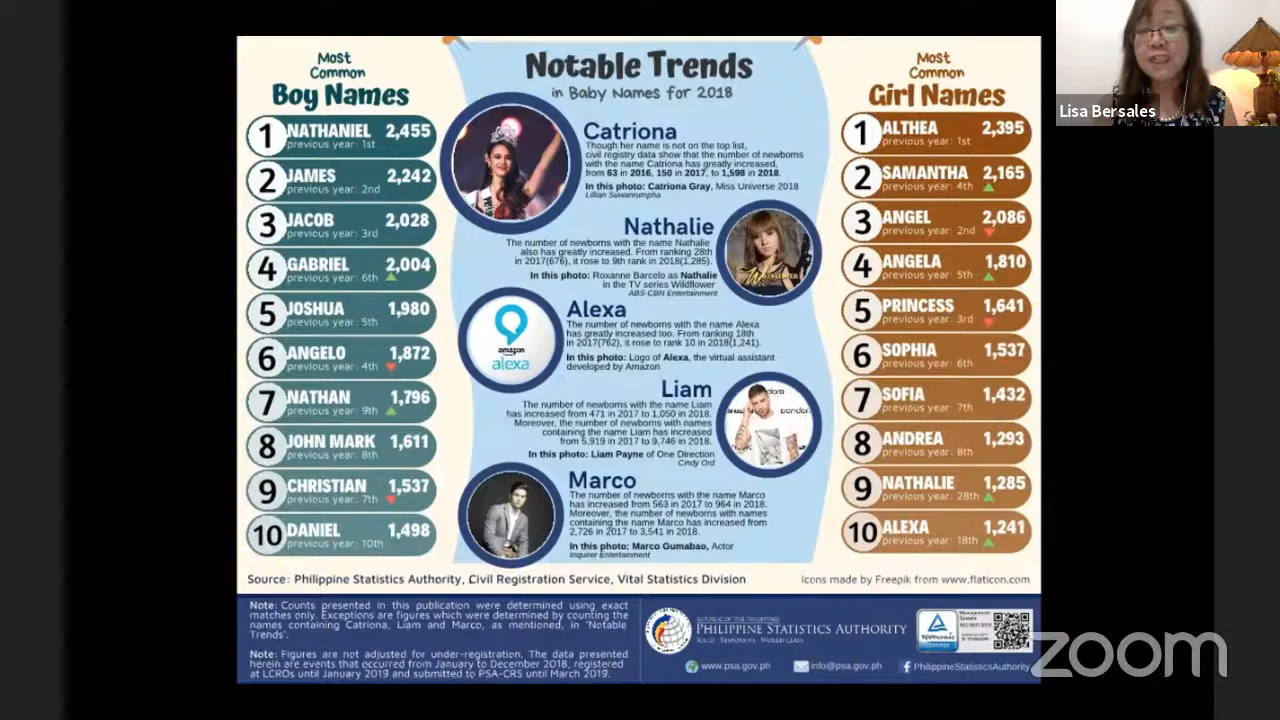 Lisa Bersales
Most
Common
Boy Names
1 NATHANIEL 2,455
previous year: 1st
2 JAMES 2,242
previous year: 2nd
3 JACOB 2,028
previous year: 3rd
4 GABRIEL 2,004
previous year: 6th
5 JOSHUA 1,980
previous year: 5th
6 ANGELO 1,872
previous year: 4th
7 NATHAN 1,796
previous year: 9th
8 JOHN MARK 1,611
previous year: 8th
9 CHRISTIAN 1,537
previous year: 7th
10 DANIEL 1,498
previous year: 10th
Notable Trends
in Baby Names for 2018
Catriona
Though her name is not on the top list,
civil registry data show that the number of newborns
with the name Catriona has greatly increased,
from 63 in 2016, 150 in 2017, to 1,598 in 2018.
In this photo: Catriona Gray, Miss Universe 2018
Lillian Suwanrumpha
Nathalie
The number of newborns with the name Nathalie
also has greatly increased. From ranking 28th
in 2017(676), it rose to 9th rank in 2018(1,285).
In this photo: Roxanne Barcelo as Nathalie
in the TV series Wildflower
ABS-CBN Entertainment
amazon
alexa
Alexa
The number of newborns with the name Alexa
has greatly increased too. From ranking 18th
in 2017(762), it rose to rank 10 in 2018(1,241).
In this photo: Logo of Alexa, the virtual assistant
developed by Amazon
Liam
The number of newborns with the name Liam
has increased from 471 in 2017 to 1,050 in 2018.
Moreover, the number of newborns with names
containing the name Liam has increased
from 5,919 in 2017 to 9,746 in 2018.
In this photo: Liam Payne of One Direction
Cindy Ord
Marco
The number of newborns with the name Marco
has increased from 563 in 2017 to 964 in 2018.
Moreover, the number of newborns with names
containing the name Marco has increased from
2,726 in 2017 to 3,541 in 2018.
In this photo: Marco Gumabao, Actor
Inquirer Entertainment
Most
Common
Girl Names
1 ALTHEA 2,395
previous year: 1st
2 SAMANTHA 2,165
previous year: 4th
3 ANGEL 2,086
previous year: 2nd
4 ANGELA 1,810
previous year: 5th
5 PRINCESS 1,641
previous year: 3rd
6 SOPHIA 1,537
previous year: 6th
7 SOFIA 1,432
previous year: 7th
8 ANDREA 1,293
previous year: 8th
9 NATHALIE 1,285
previous year: 28th
10 ALEXA 1,241
previous year: 18th
Source: Philippine Statistics Authority, Civil Registration Service, Vital Statistics Division
Icons made by Freepik from www.flaticon.com
Note: Counts presented in this publication were determined using exact
matches only. Exceptions are figures which were determined by counting the
names containing Catriona, Liam and Marco, as mentioned, in 'Notable
Trends'.
Note: Figures are not adjusted for under-registration. The data presented
herein are events that occurred from January to December 2018, registered
at LCROs until January 2019 and submitted to PSA-CRS until March 2019.
REPUBLIC OF THE PHILIPPINES
PHILIPPINE STATISTICS AUTHORITY
www.psa.gov.ph
info@psa.gov.ph
PhilippineStatisticsAuthority
zoom